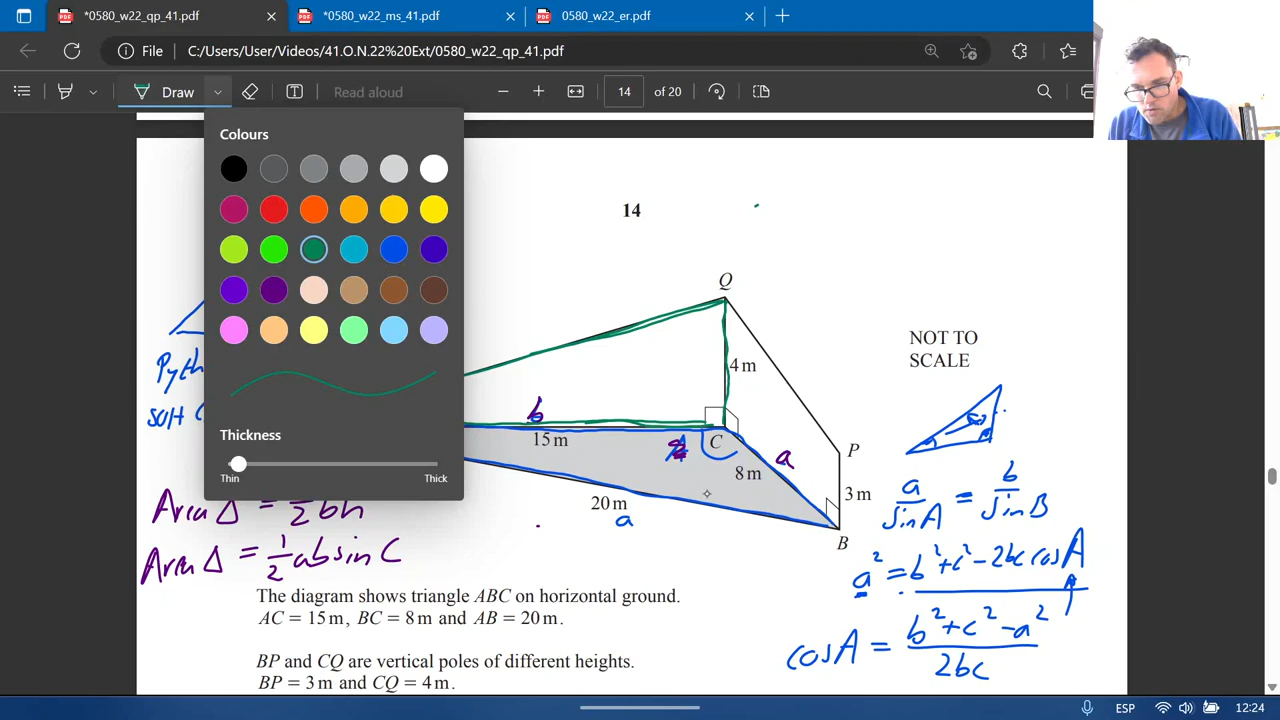 *0580_w22_qp_41.pdf
*0580_w22_ms_41.pdf
0580_w22_er.pdf
File
C:/Users/User/Videos/41.O.N.22%20Ext/0580_w22_qp_41.pdf
Draw
Read aloud
14
of 20
Colours
Thickness
Thin
Thick
14
Q
4 m
NOT TO
SCALE
b
15 m
C
a
8 m
P
3 m
20 m
a
B
Pyth
SOH C
Area Δ = 1/2 bh
Area Δ = 1/2 ab sin C
a/sin A = b/sin B
a² = b² + c² - 2bc cos A
cos A = b² + c² - a² / 2bc
The diagram shows triangle ABC on horizontal ground.
AC = 15 m, BC = 8 m and AB = 20 m.
BP and CQ are vertical poles of different heights.
BP = 3 m and CQ = 4 m.
ESP
12:24